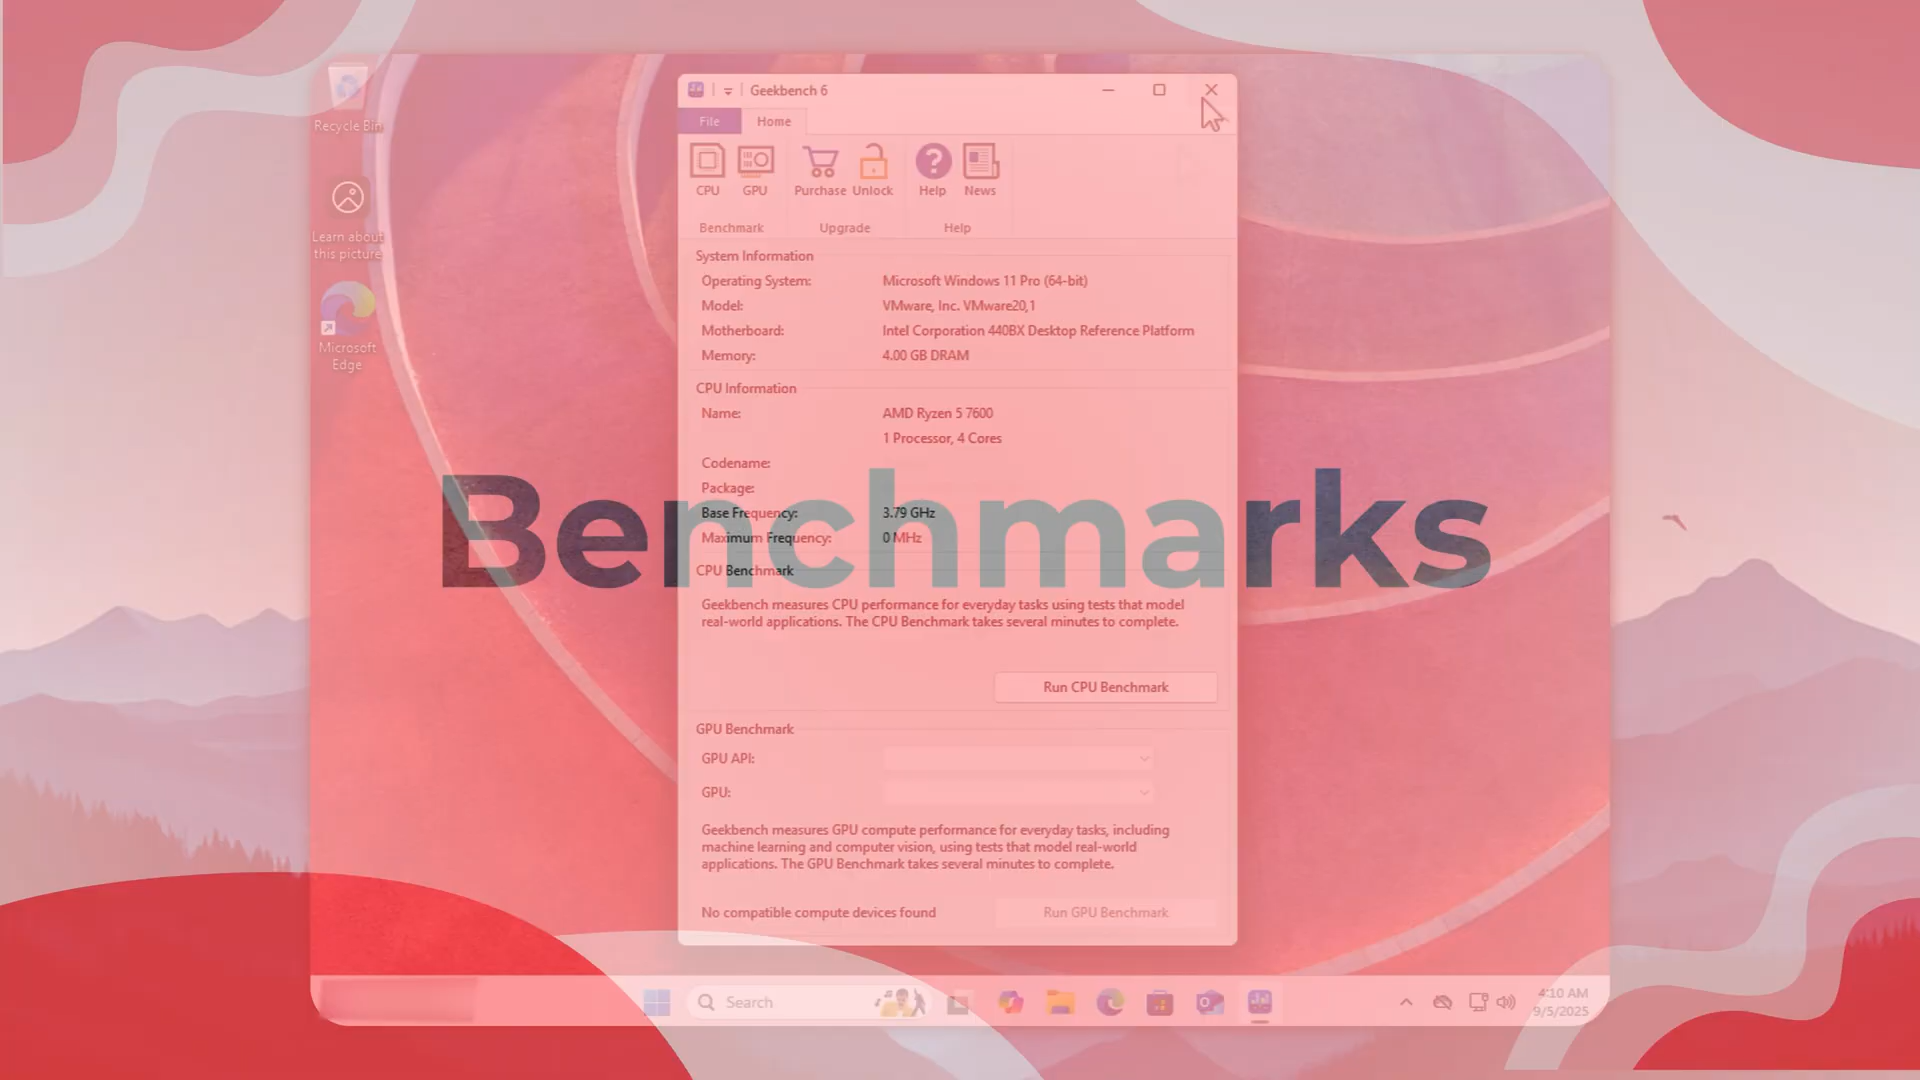 Recycle Bin
Learn about
this picture
Microsoft
Edge
Geekbench 6
File Home
CPU GPU Purchase Unlock Help News
Benchmark Upgrade Help
System Information
Operating System: Microsoft Windows 11 Pro (64-bit)
Model: VMware, Inc. VMware20,1
Motherboard: Intel Corporation 440BX Desktop Reference Platform
Memory: 4.00 GB DRAM
CPU Information
Name: AMD Ryzen 5 7600
1 Processor, 4 Cores
Codename:
Package:
Base Frequency: 3.79 GHz
Maximum Frequency: 0 MHz
Benchmarks
CPU Benchmark
Geekbench measures CPU performance for everyday tasks using tests that model
real-world applications. The CPU Benchmark takes several minutes to complete.
Run CPU Benchmark
GPU Benchmark
GPU API:
GPU:
Geekbench measures GPU compute performance for everyday tasks, including
machine learning and computer vision, using tests that model real-world
applications. The GPU Benchmark takes several minutes to complete.
No compatible compute devices found Run GPU Benchmark
Search
4:10 AM
9/5/2025